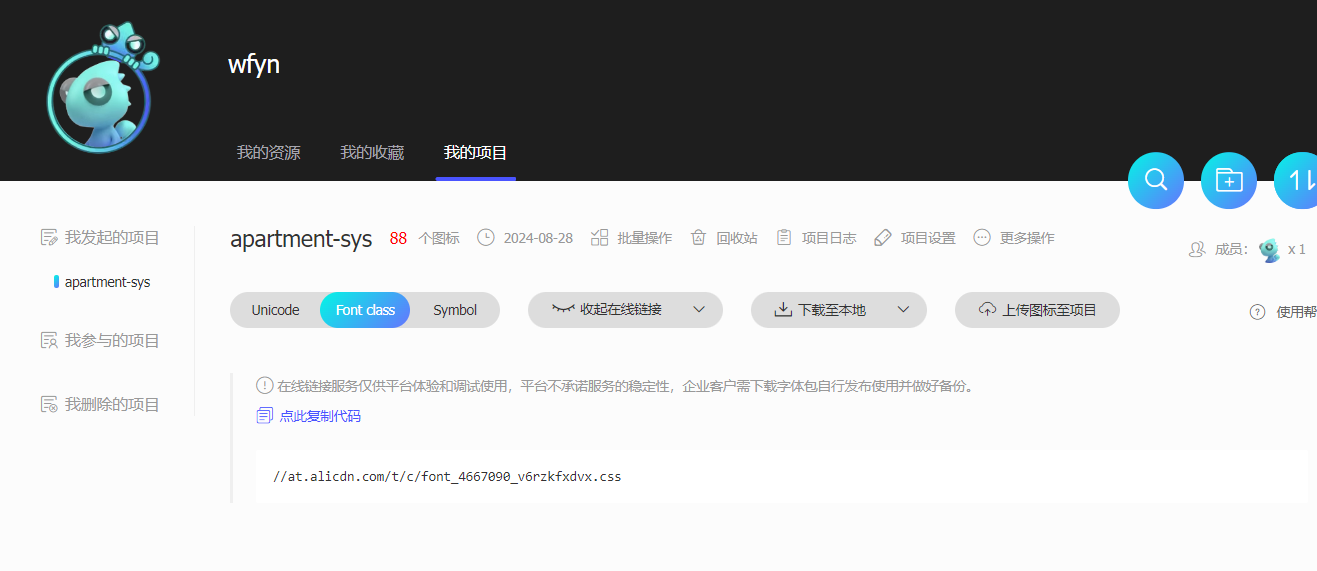 wfyn
我的资源 我的收藏 我的项目
我发起的项目
apartment-sys
我参与的项目
我删除的项目
apartment-sys 88 个图标 2024-08-28 批量操作 回收站 项目日志 项目设置 更多操作
成员: x 1
Unicode Font class Symbol 收起在线链接 下载至本地 上传图标至项目
使用帮
在线链接服务仅供平台体验和调试使用，平台不承诺服务的稳定性，企业客户需下载字体包自行发布使用并做好备份。
点此复制代码
//at.alicdn.com/t/c/font_4667090_v6rzkfxdvx.css